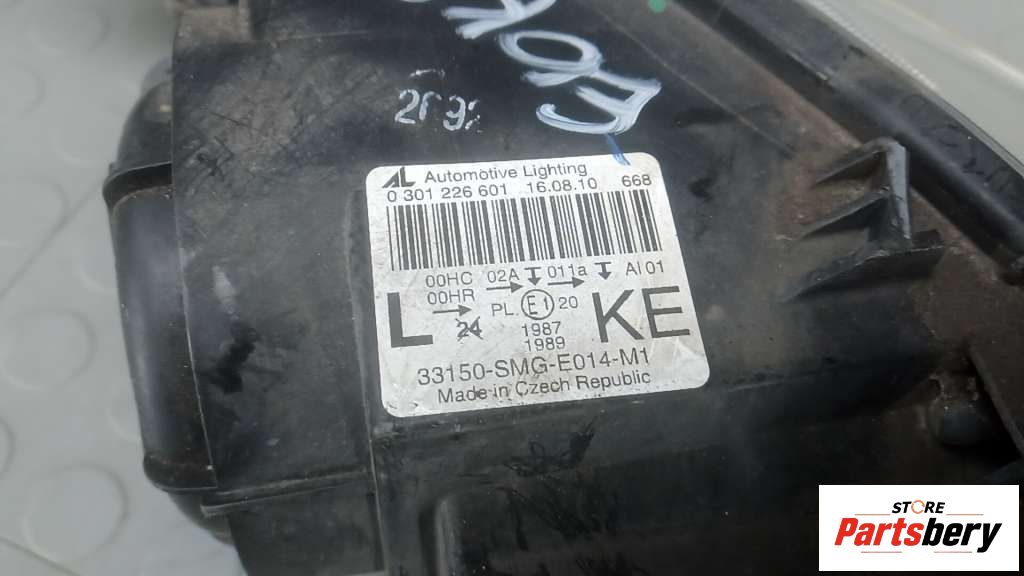 Automotive Lighting
0 301 226 601 16.08.10 668
00HC 02A 011a AI 01
00HR PL E1 20
L 24 1987 KE
1989
33150-SMG-E014-M1
Made in Czech Republic
STORE
Partsbery